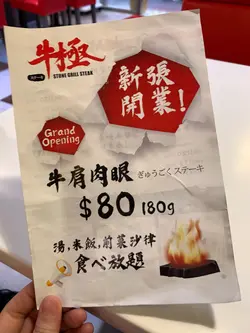 牛極
ステーキ
STONE GRILL STEAK
新張
開業!
Grand
Opening
牛肩肉眼 ぎゅうごくステーキ
$80 180g
湯,米飯,前菜沙律
食べ放題